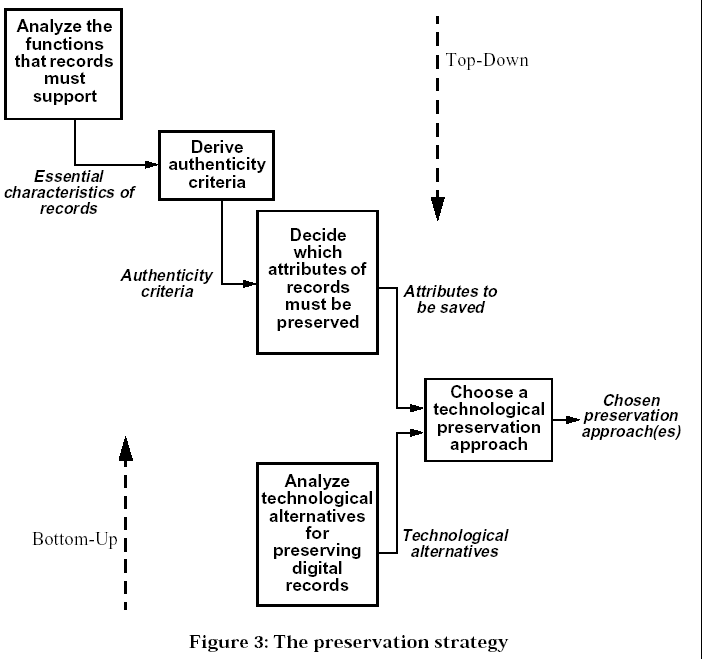 Analyze the
functions
that records
must
support
Top-Down
Essential
characteristics of
records
Derive
authenticity
criteria
Authenticity
criteria
Decide
which
attributes of
records
must be
preserved
Attributes to
be saved
Choose a
technological
preservation
approach
Chosen
preservation
approach(es)
Bottom-Up
Analyze
technological
alternatives
for
preserving
digital
records
Technological
alternatives
Figure 3: The preservation strategy